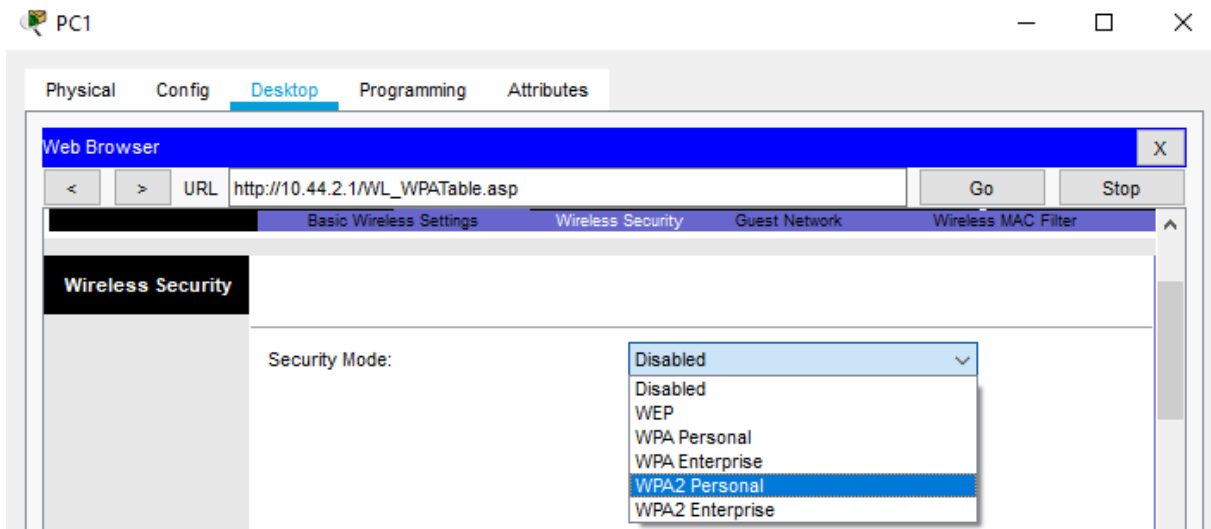 PC1
Physical Config Desktop Programming Attributes
Web Browser X
< > URL http://10.44.2.1/WL_WPATable.asp Go Stop
Basic Wireless Settings Wireless Security Guest Network Wireless MAC Filter
Wireless Security
Security Mode: Disabled
Disabled
WEP
WPA Personal
WPA Enterprise
WPA2 Personal
WPA2 Enterprise